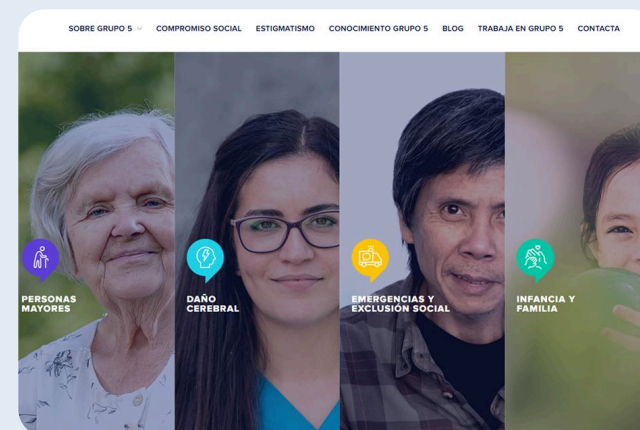 SOBRE GRUPO 5 COMPROMISO SOCIAL ESTIGMATISMO CONOCIMIENTO GRUPO 5 BLOG TRABAJA EN GRUPO 5 CONTACTA
PERSONAS
MAYORES
DAÑO
CEREBRAL
EMERGENCIAS Y
EXCLUSIÓN SOCIAL
INFANCIA Y
FAMILIA